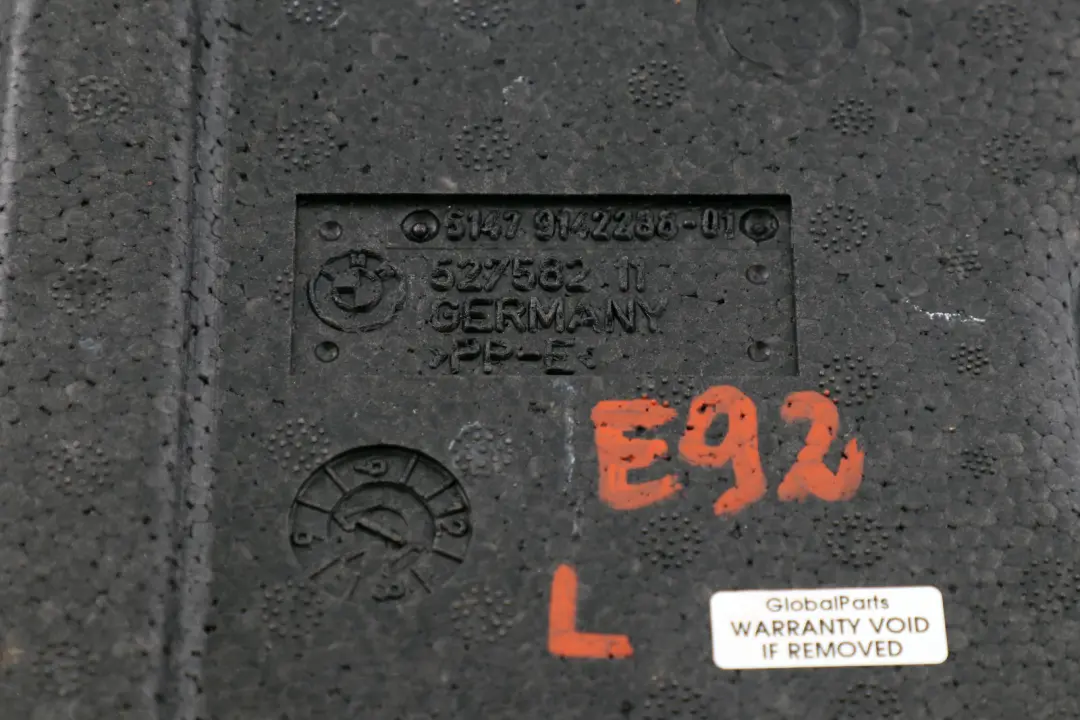 5147 9142286-01
527582 11
GERMANY
>PP-E<
E92
L
GlobalParts
WARRANTY VOID
IF REMOVED